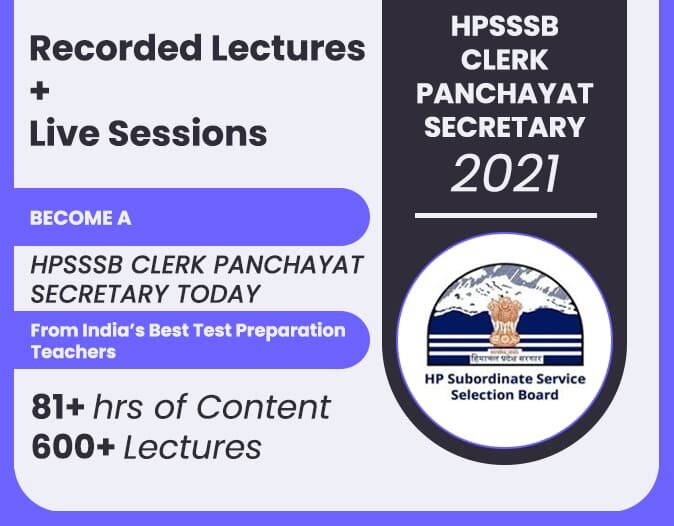 Recorded Lectures
+
Live Sessions
BECOME A
HPSSSB CLERK PANCHAYAT
SECRETARY TODAY
From India's Best Test Preparation
Teachers
81+ hrs of Content
600+ Lectures
HPSSSB
CLERK
PANCHAYAT
SECRETARY
2021
हिमाचल प्रदेश सरकार
HP Subordinate Service
Selection Board